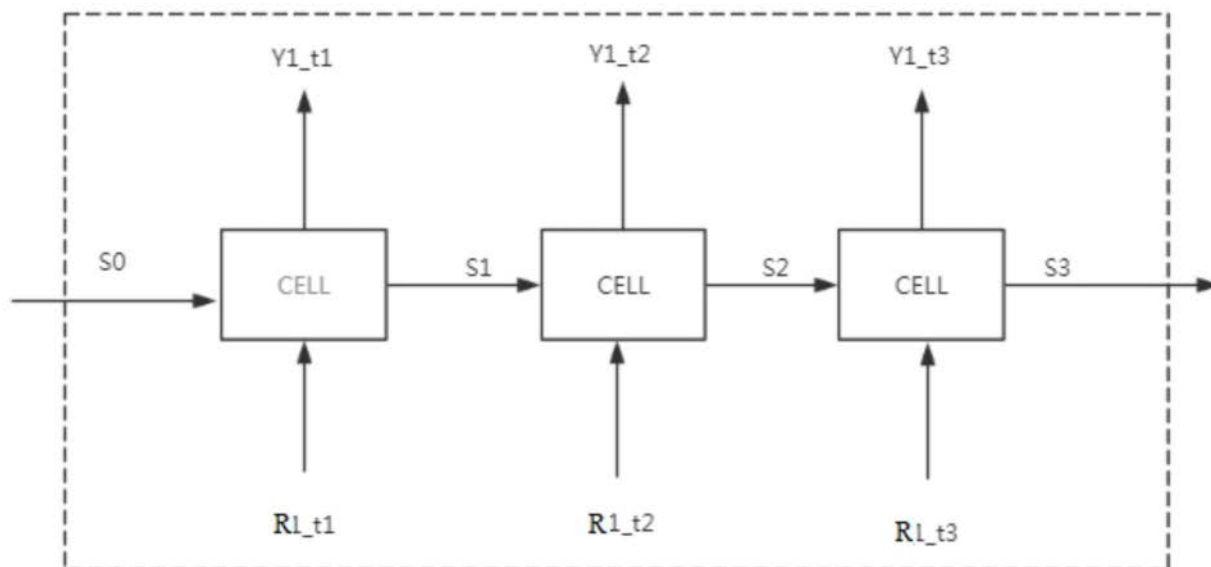 Y1_t1 Y1_t2 Y1_t3
S0 CELL S1 CELL S2 CELL S3
R1_t1 R1_t2 R1_t3